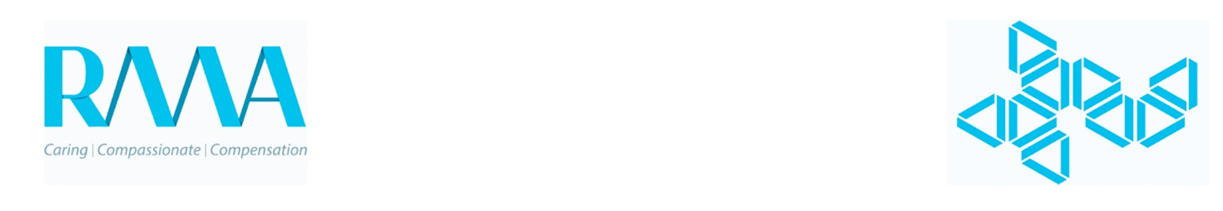 RMA
Caring | Compassionate | Compensation